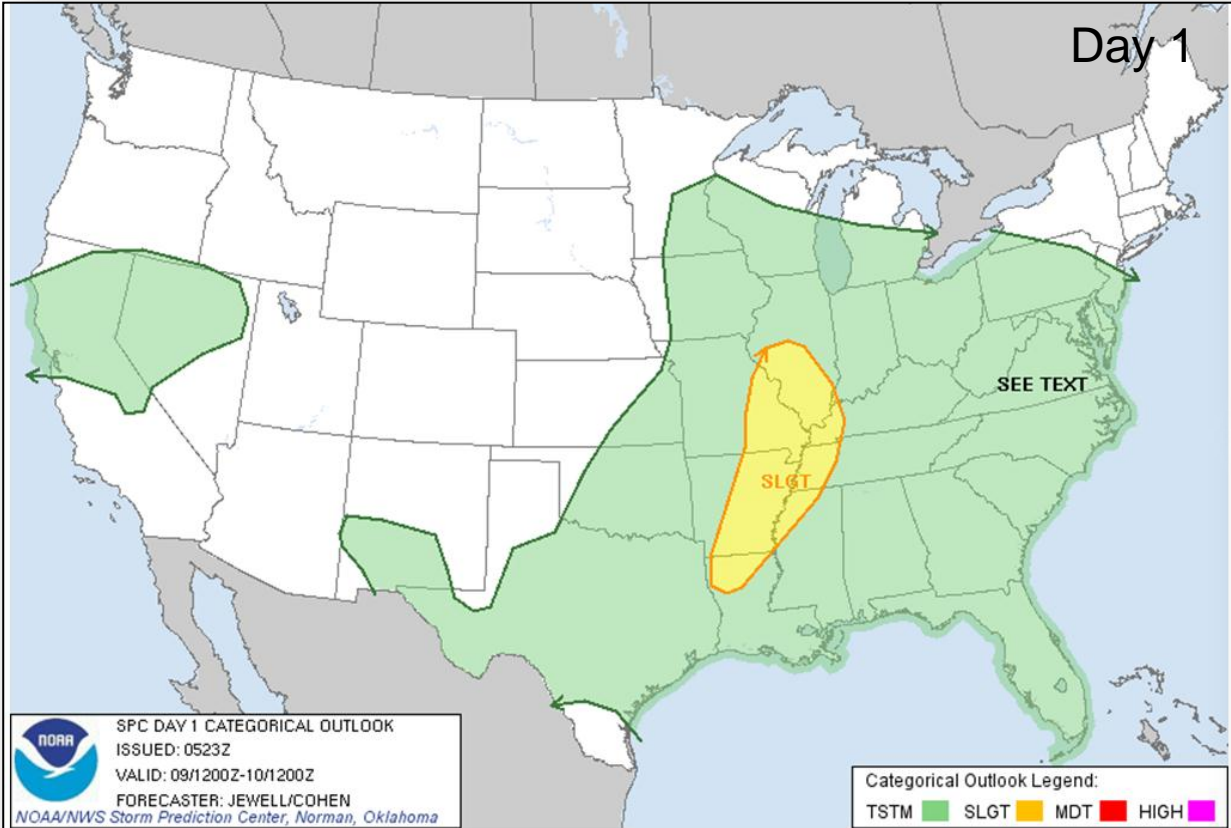 Day 1
SEE TEXT
SLGT
NOAA
SPC DAY 1 CATEGORICAL OUTLOOK
ISSUED: 0523Z
VALID: 09/1200Z-10/1200Z
FORECASTER: JEWELL/COHEN
NOAA/NWS Storm Prediction Center, Norman, Oklahoma
Categorical Outlook Legend:
TSTM SLGT MDT HIGH